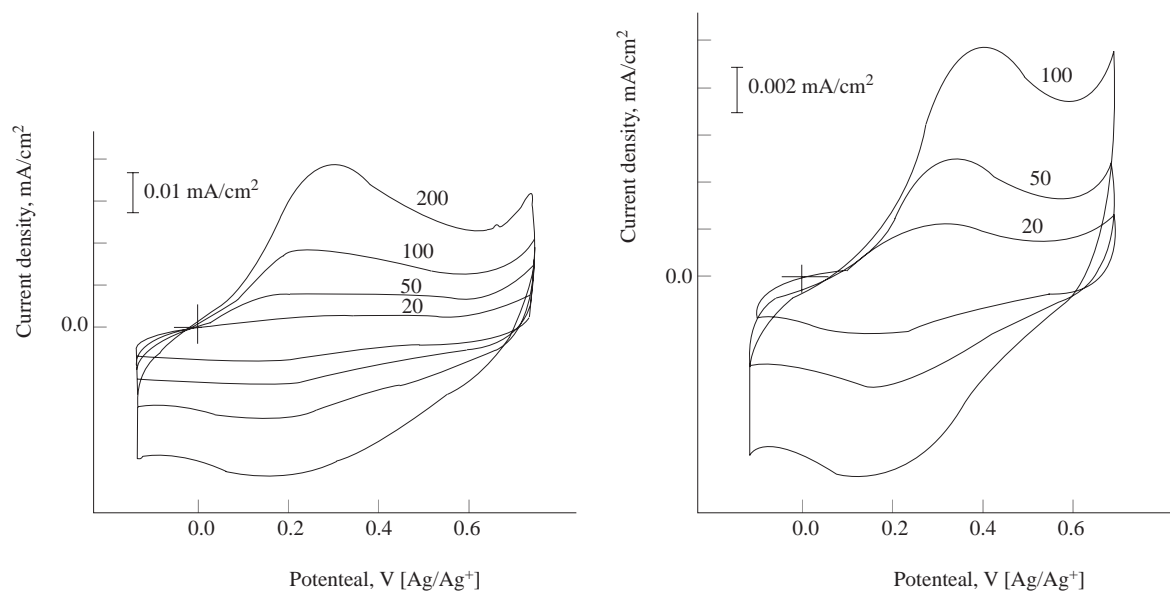 Current density, mA/cm²
0.01 mA/cm²
200
100
50
20
0.0
0.0 0.2 0.4 0.6
Potenteal, V [Ag/Ag⁺]
Current density, mA/cm²
0.002 mA/cm²
100
50
20
0.0
0.0 0.2 0.4 0.6
Potenteal, V [Ag/Ag⁺]